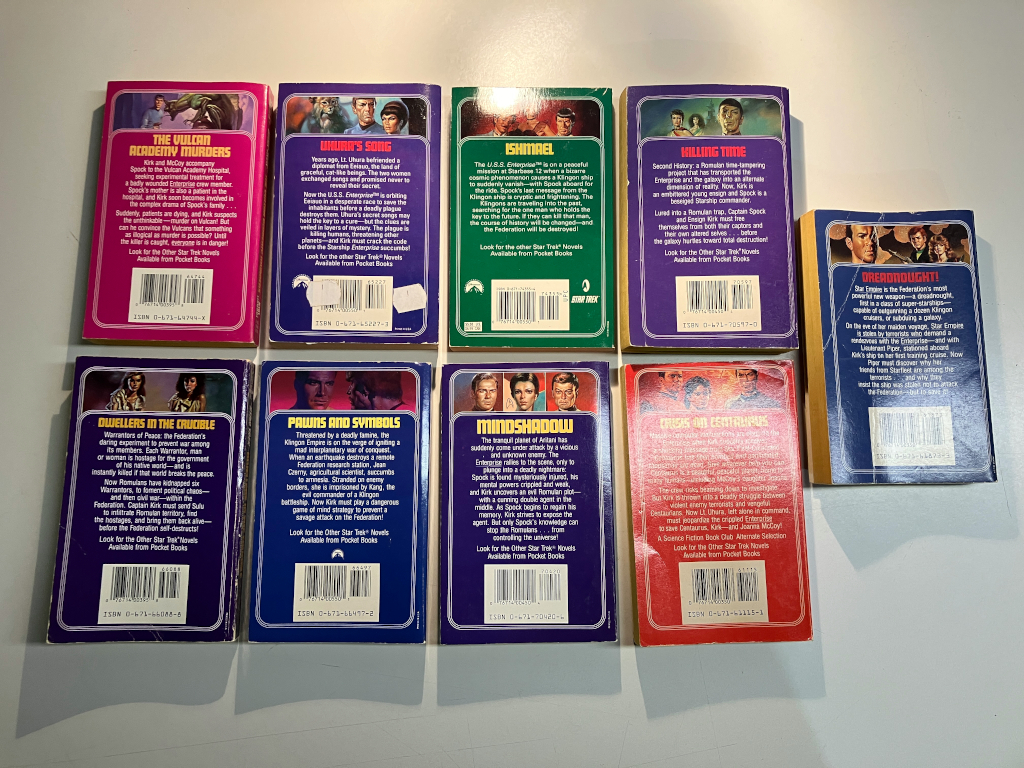 THE VULCAN
ACADEMY MURDERS
Kirk and McCoy accompany
Spock to the Vulcan Academy Hospital,
seeking experimental treatment for
a badly wounded Enterprise crew member.
Spock's mother is also a patient in the
hospital, and Kirk soon becomes involved in
the complex drama of Spock's family . . .
Suddenly, patients are dying, and Kirk suspects
the unthinkable—murder on Vulcan! But
can he convince the Vulcans that something
as illogical as murder is possible? Until
the killer is caught, everyone is in danger!
Look for the Other Star Trek Novels
Available from Pocket Books
64744
ISBN 0-671-64744-X
UHURA'S SONG
Years ago, Lt. Uhura befriended a
diplomat from Eeiauo, the land of
graceful, cat-like beings. The two women
exchanged songs and promised never to
reveal their secret.
Now the U.S.S. Enterprise™ is orbiting
Eeiauo in a desperate race to save the
inhabitants before a deadly plague
destroys them. Uhura's secret songs may
hold the key to a cure—but the clues are
veiled in layers of mystery. The plague is
killing humans, threatening other
planets—and Kirk must crack the code
before the Starship Enterprise succumbs!
Look for the other Star Trek® Novels
Available from Pocket Books
65227
ISBN 0-671-65227-3
ISHMAEL
The U.S.S. Enterprise™ is on a peaceful
mission at Starbase 12 when a bizarre
cosmic phenomenon causes a Klingon ship
to suddenly vanish—with Spock aboard for
the ride. Spock's last message from the
Klingon ship is cryptic and frightening. The
Klingons are traveling into the past,
searching for the one man who holds the
key to the future. If they can kill that man,
the course of history will be changed—and
the Federation will be destroyed!
Look for the other Star Trek Novels
Available from Pocket Books
STAR TREK
KILLING TIME
Second History: a Romulan time-tampering
project that has transported the
Enterprise and the galaxy into an alternate
dimension of reality. Now, Kirk is
an embittered young ensign and Spock is a
besieged Starship commander.
Lured into a Romulan trap, Captain Spock
and Ensign Kirk must free
themselves from both their captors and
their own altered selves . . . before
the galaxy hurtles toward total destruction!
Look for the Other Star Trek® Novels
Available from Pocket Books
70597
ISBN 0-671-70597-0
DREADNOUGHT!
Star Empire is the Federation's most
powerful new weapon—a dreadnought,
first in a class of super-starships—
capable of outgunning a dozen Klingon
cruisers, or subduing a galaxy.
On the eve of her maiden voyage, Star Empire
is stolen by terrorists who demand a
rendezvous with the Enterprise—and with
Lieutenant Piper, stationed aboard
Kirk's ship on her first training cruise. Now
Piper must discover why her
friends from Starfleet are among the
terrorists . . . and why they
insist the ship was stolen not to attack
the Federation—but to save it!
DWELLERS IN THE CRUCIBLE
Warrantors of Peace: the Federation's
daring experiment to prevent war among
its members. Each Warrantor, man
or woman is hostage for the government
of his native world—and is
instantly killed if that world breaks the peace.
Now Romulans have kidnapped six
Warrantors, to foment political chaos—
and then civil war—within the
Federation. Captain Kirk must send Sulu
to infiltrate Romulan territory, find
the hostages, and bring them back alive—
before the Federation self-destructs!
Look for the Other Star Trek Novels
Available from Pocket Books
66088
ISBN 0-671-66088-8
PAWNS AND SYMBOLS
Threatened by a deadly famine, the
Klingon Empire is on the verge of igniting a
mad interplanetary war of conquest.
When an earthquake destroys a remote
Federation research station, Jean
Czerny, agricultural scientist, succumbs
to amnesia. Stranded on enemy
borders, she is imprisoned by Kang, the
evil commander of a Klingon
battleship. Now Kirk must play a dangerous
game of mind strategy to prevent a
savage attack on the Federation!
Look for the Other Star Trek® Novels
Available from Pocket Books
66497
ISBN 0-671-66497-2
MINDSHADOW
The tranquil planet of Aritani has
suddenly come under attack by a vicious
and unknown enemy. The
Enterprise rallies to the scene, only
to plunge into a deadly nightmare:
Spock is found mysteriously injured, his
mental powers crippled and weak,
and Kirk uncovers an evil Romulan plot—
with a cunning double agent in the
middle. As Spock begins to regain his
memory, Kirk strives to expose the
agent. But only Spock's knowledge can
stop the Romulans . . . from
controlling the universe!
Look for the Other Star Trek® Novels
Available from Pocket Books
70420
ISBN 0-671-70420-6
CRISIS ON CENTAURUS
The crew risks beaming down to investigate...
But Kirk is thrown into a deadly struggle between
violent enemy terrorists and vengeful
Centaurians. Now Lt. Uhura, left alone in command,
must jeopardize the crippled Enterprise
to save Centaurus, Kirk—and Joanna McCoy!
A Science Fiction Book Club Alternate Selection
Look for the Other Star Trek Novels
Available from Pocket Books
61115
ISBN 0-671-61115-1